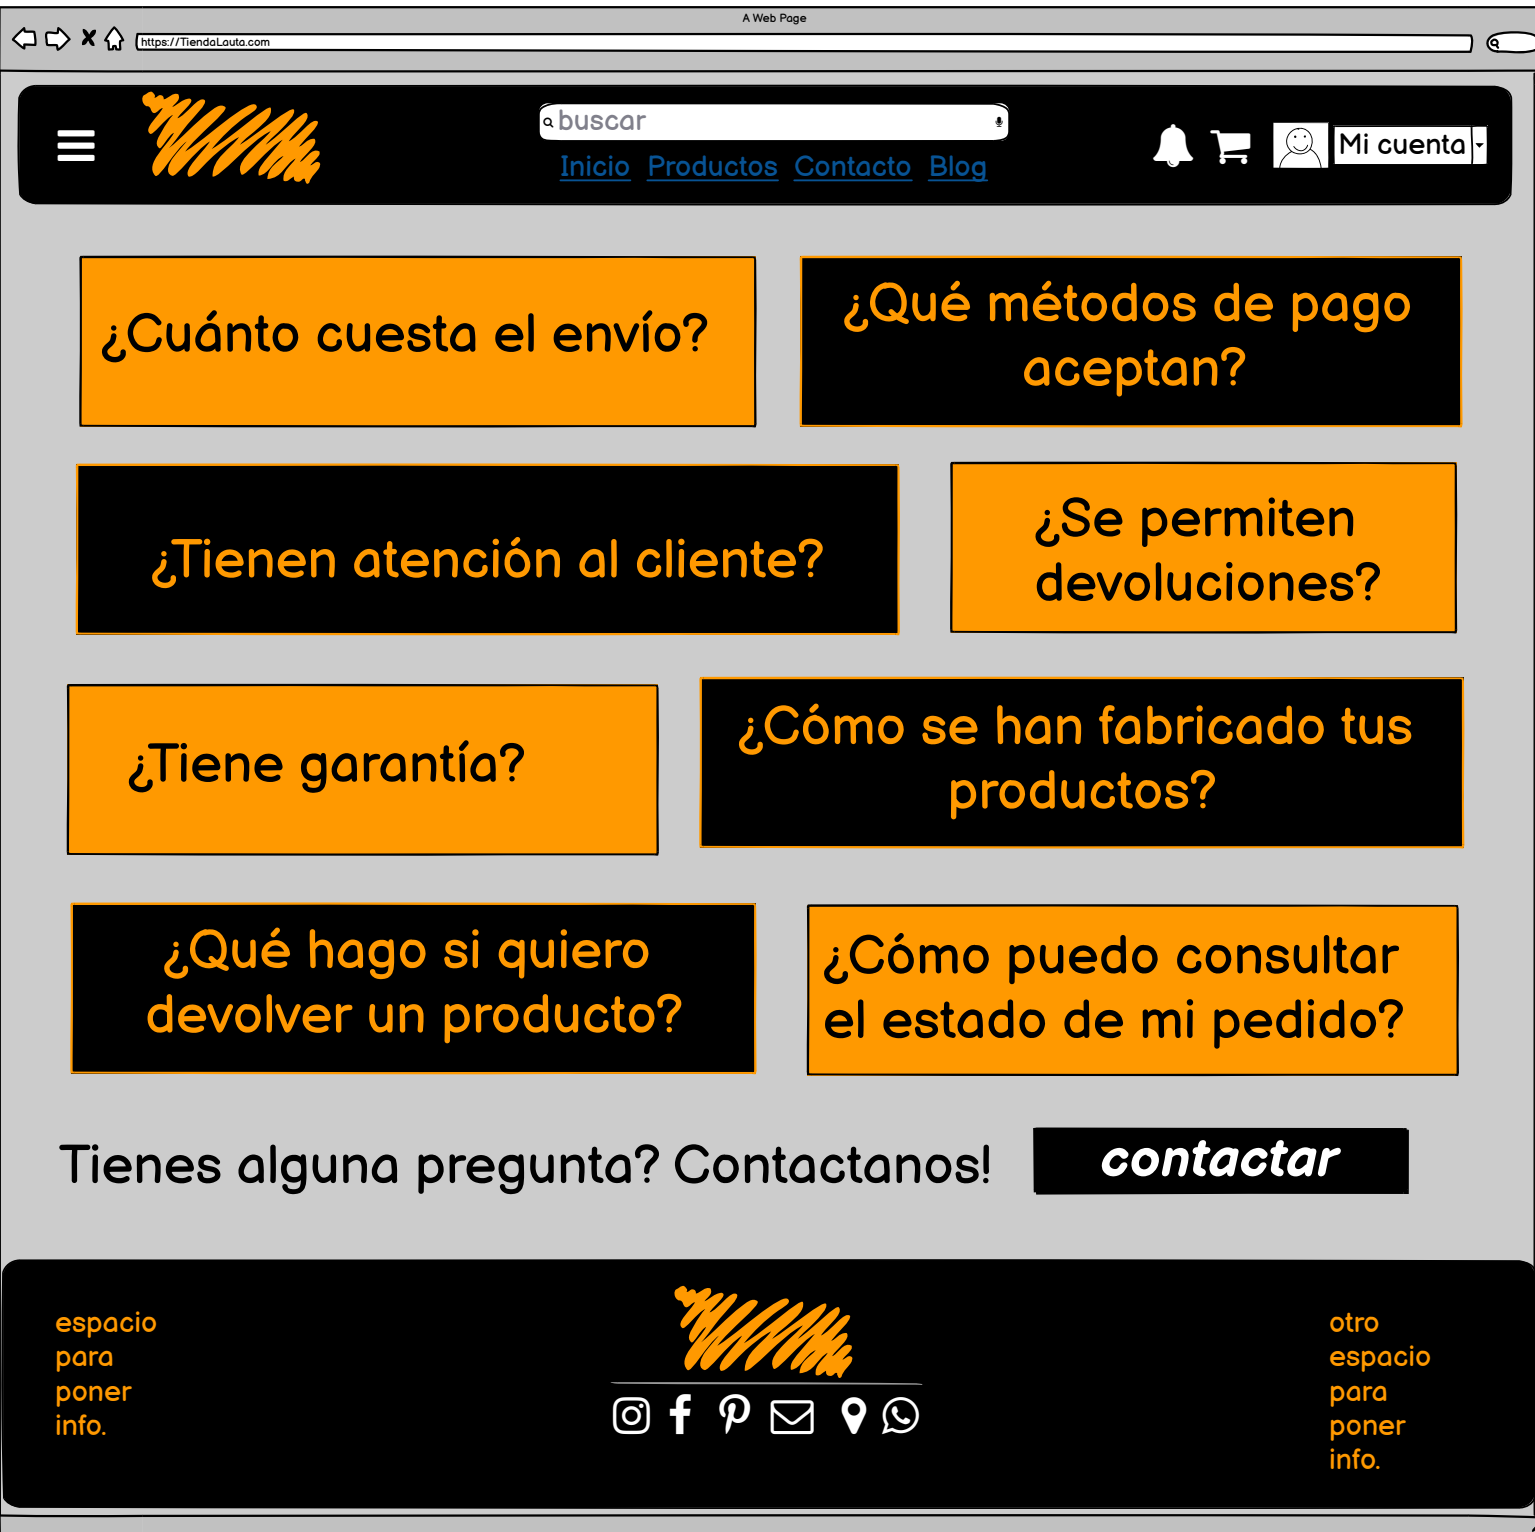 A Web Page
https://TiendaLauta.com
buscar
Inicio Productos Contacto Blog
Mi cuenta
¿Cuánto cuesta el envío?
¿Qué métodos de pago
aceptan?
¿Tienen atención al cliente?
¿Se permiten
devoluciones?
¿Tiene garantía?
¿Cómo se han fabricado tus
productos?
¿Qué hago si quiero
devolver un producto?
¿Cómo puedo consultar
el estado de mi pedido?
Tienes alguna pregunta? Contactanos!
contactar
espacio
para
poner
info.
otro
espacio
para
poner
info.